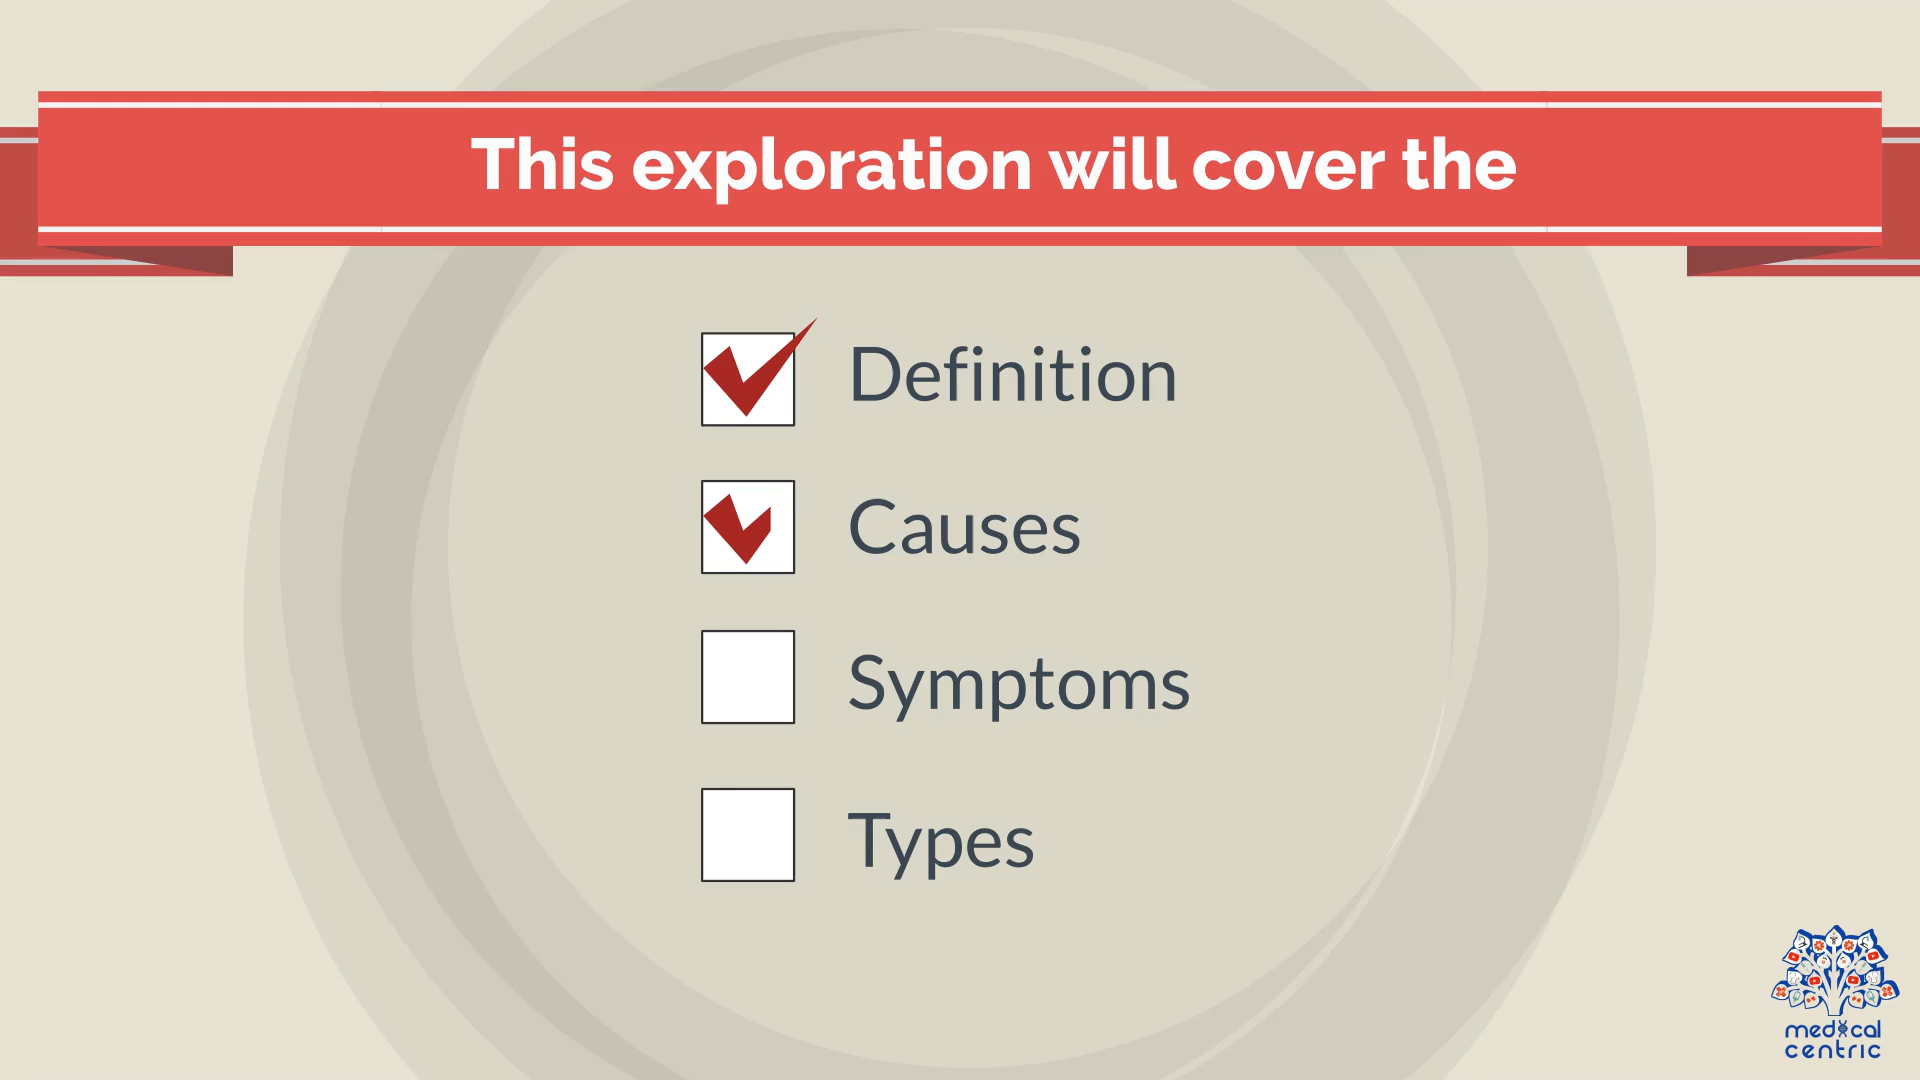 This exploration will cover the
Definition
Causes
Symptoms
Types
medical
centric